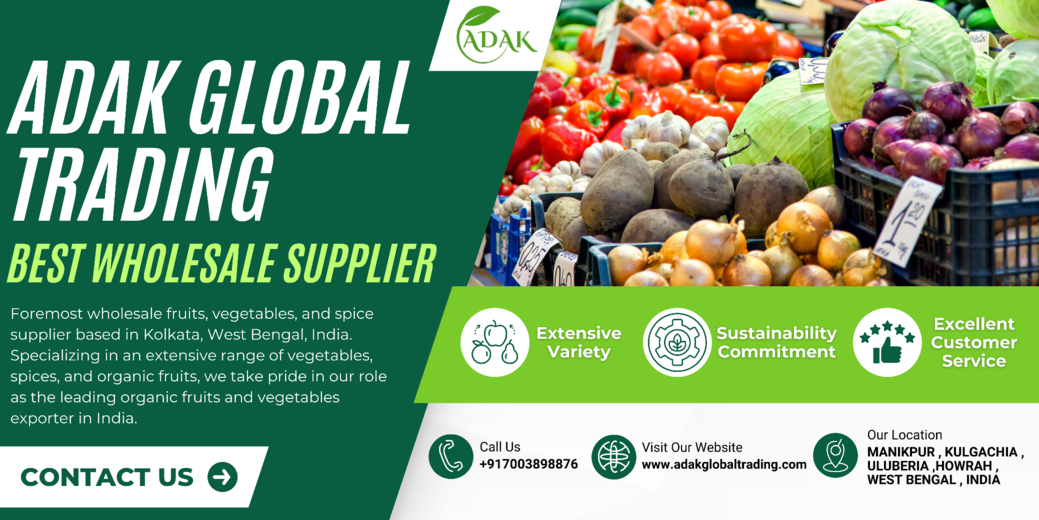 ADAK
ADAK GLOBAL
TRADING
BEST WHOLESALE SUPPLIER
Foremost wholesale fruits, vegetables, and spice
supplier based in Kolkata, West Bengal, India.
Specializing in an extensive range of vegetables,
spices, and organic fruits, we take pride in our role
as the leading organic fruits and vegetables
exporter in India.
CONTACT US
1.20
Extensive
Variety
Sustainability
Commitment
Excellent
Customer
Service
Call Us
+917003898876
Visit Our Website
www.adakglobaltrading.com
Our Location
MANIKPUR , KULGACHIA ,
ULUBERIA ,HOWRAH ,
WEST BENGAL , INDIA